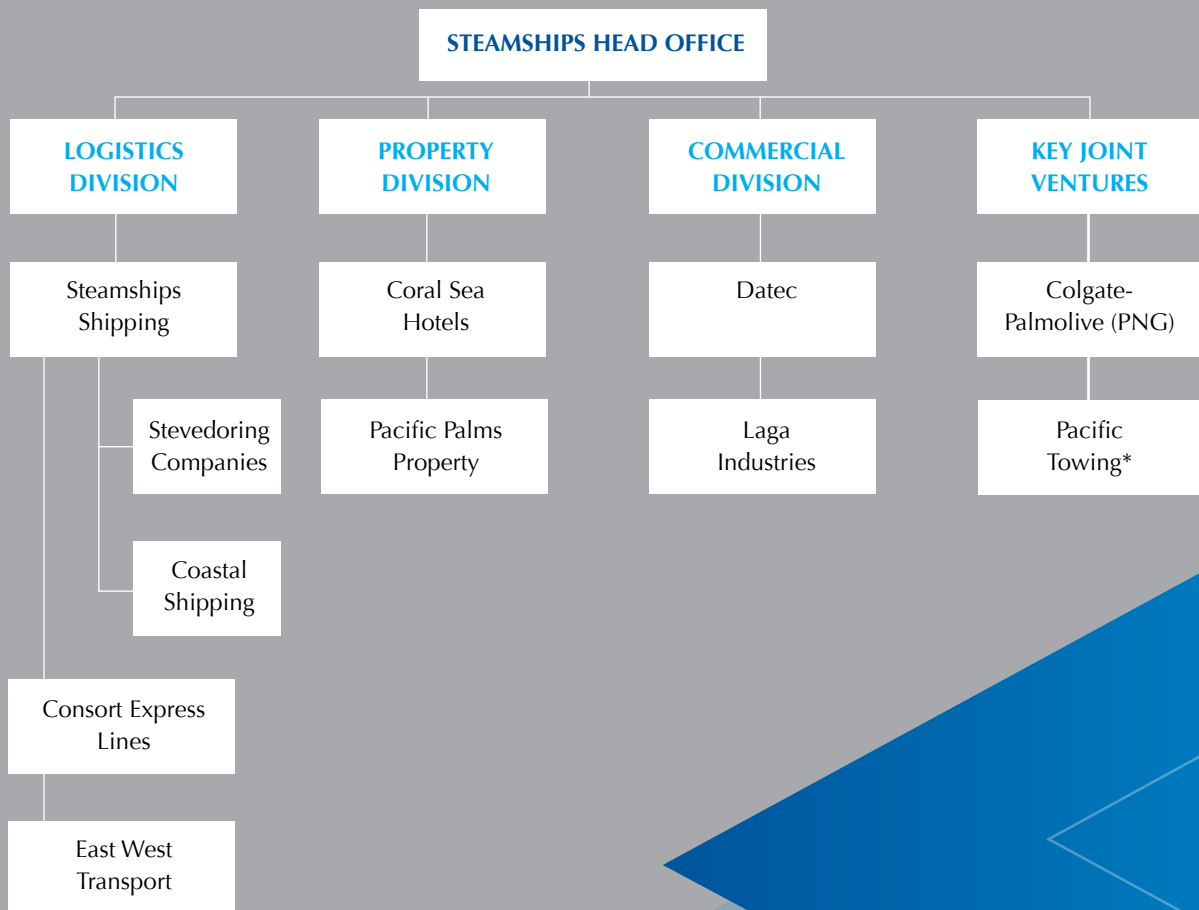 STEAMSHIPS HEAD OFFICE
LOGISTICS
DIVISION
PROPERTY
DIVISION
COMMERCIAL
DIVISION
KEY JOINT
VENTURES
Steamships
Shipping
Coral Sea
Hotels
Datec
Colgate-
Palmolive (PNG)
Stevedoring
Companies
Pacific Palms
Property
Laga
Industries
Pacific
Towing*
Coastal
Shipping
Consort Express
Lines
East West
Transport